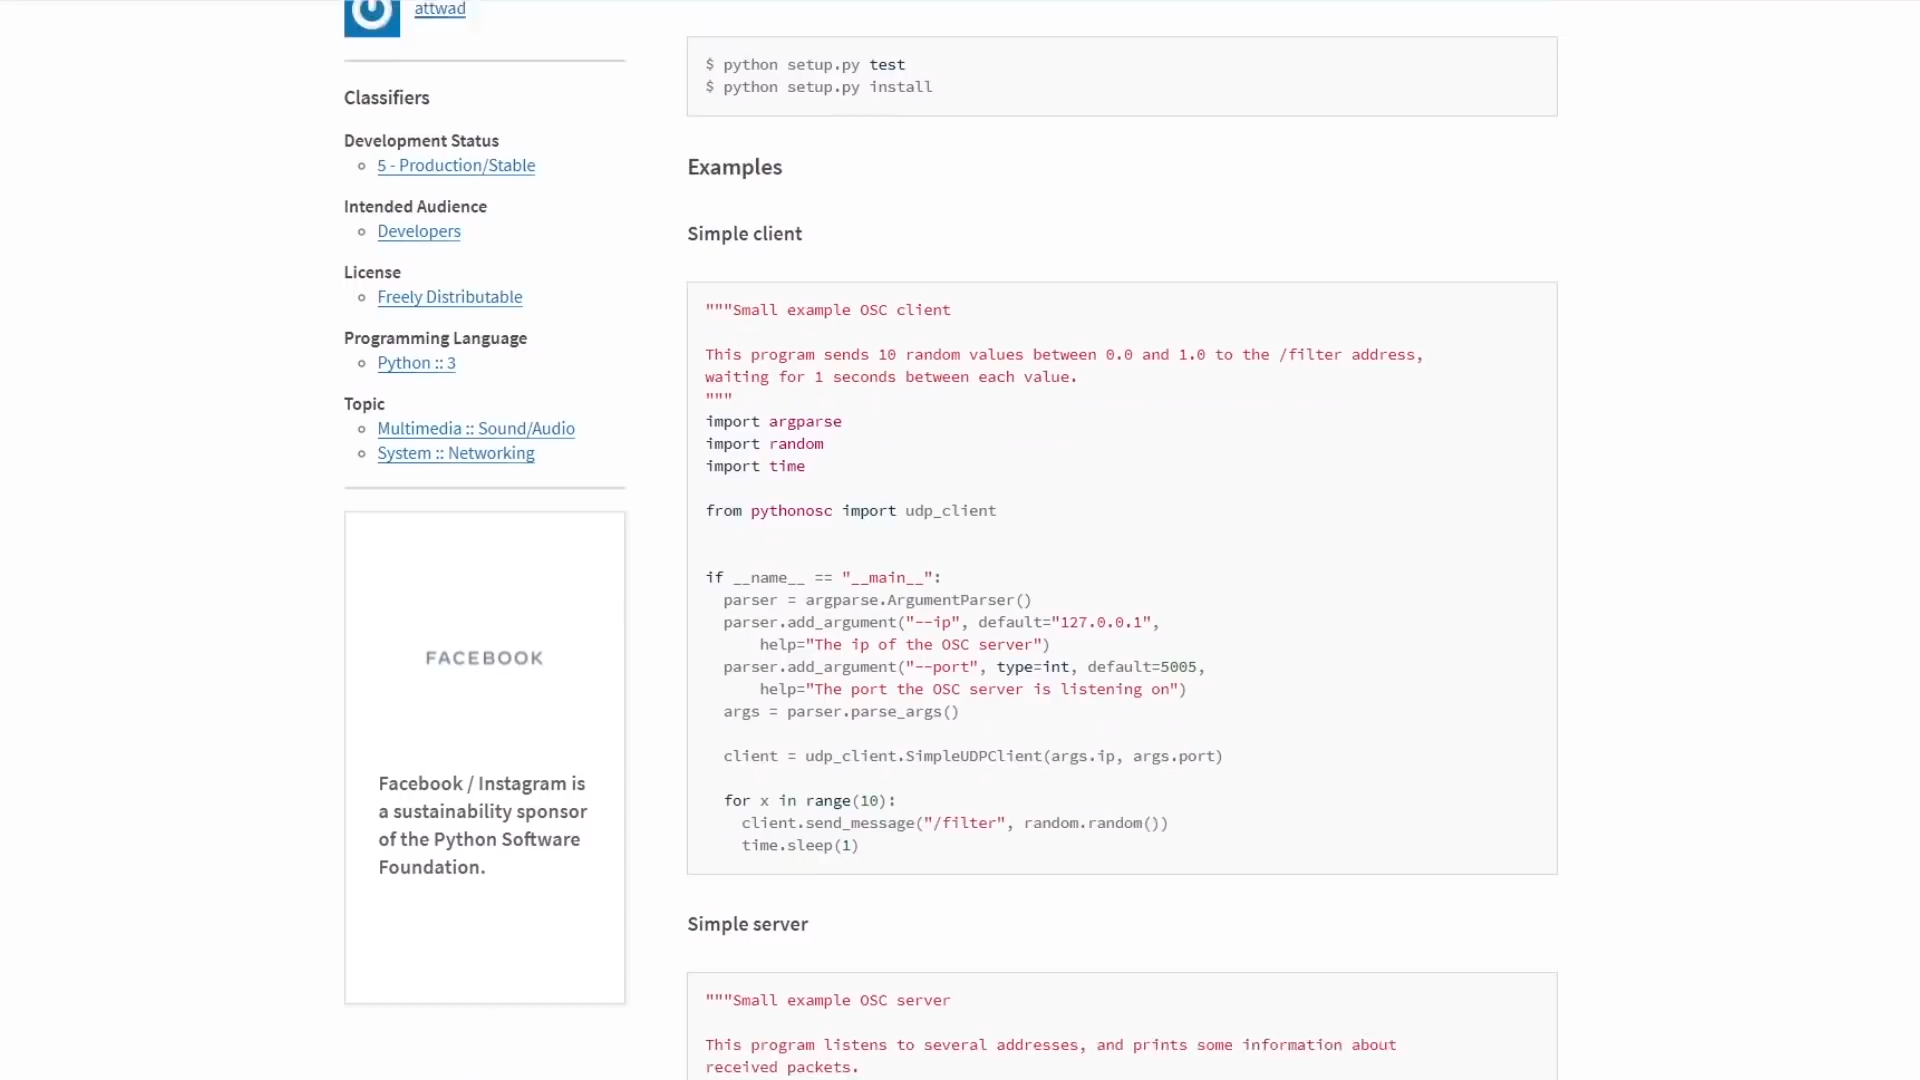 attwad
Classifiers
Development Status
5 - Production/Stable
Intended Audience
Developers
License
Freely Distributable
Programming Language
Python :: 3
Topic
Multimedia :: Sound/Audio
System :: Networking
FACEBOOK
Facebook / Instagram is
a sustainability sponsor
of the Python Software
Foundation.
$ python setup.py test
$ python setup.py install
Examples
Simple client
"""Small example OSC client
This program sends 10 random values between 0.0 and 1.0 to the /filter address,
waiting for 1 seconds between each value.
"""
import argparse
import random
import time
from pythonosc import udp_client
if __name__ == "__main__":
  parser = argparse.ArgumentParser()
  parser.add_argument("--ip", default="127.0.0.1",
      help="The ip of the OSC server")
  parser.add_argument("--port", type=int, default=5005,
      help="The port the OSC server is listening on")
  args = parser.parse_args()
  client = udp_client.SimpleUDPClient(args.ip, args.port)
  for x in range(10):
    client.send_message("/filter", random.random())
    time.sleep(1)
Simple server
"""Small example OSC server
This program listens to several addresses, and prints some information about
received packets.